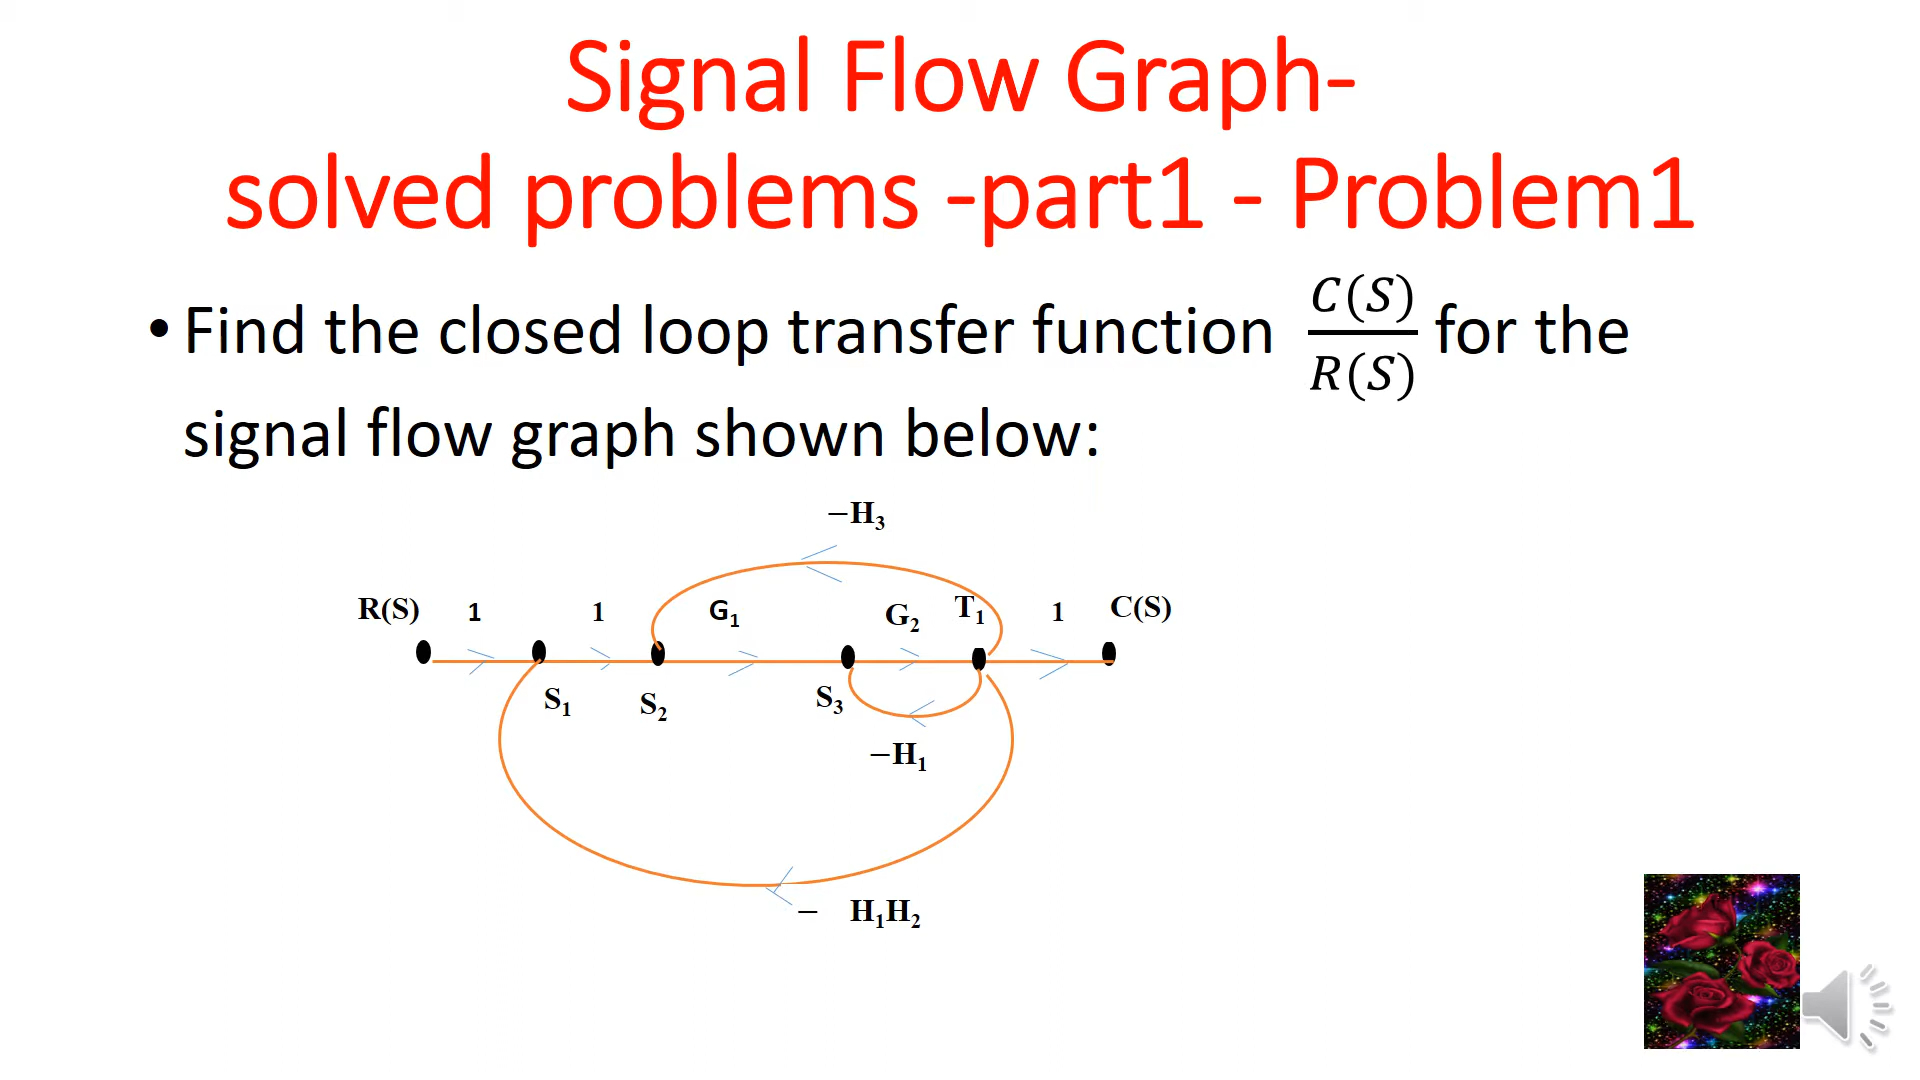 Signal Flow Graph-
solved problems -part1 - Problem1
• Find the closed loop transfer function C(S)/R(S) for the
signal flow graph shown below:
−H₃
R(S) 1 1 G₁ G₂ T₁ 1 C(S)
S₁ S₂ S₃
−H₁
− H₁H₂